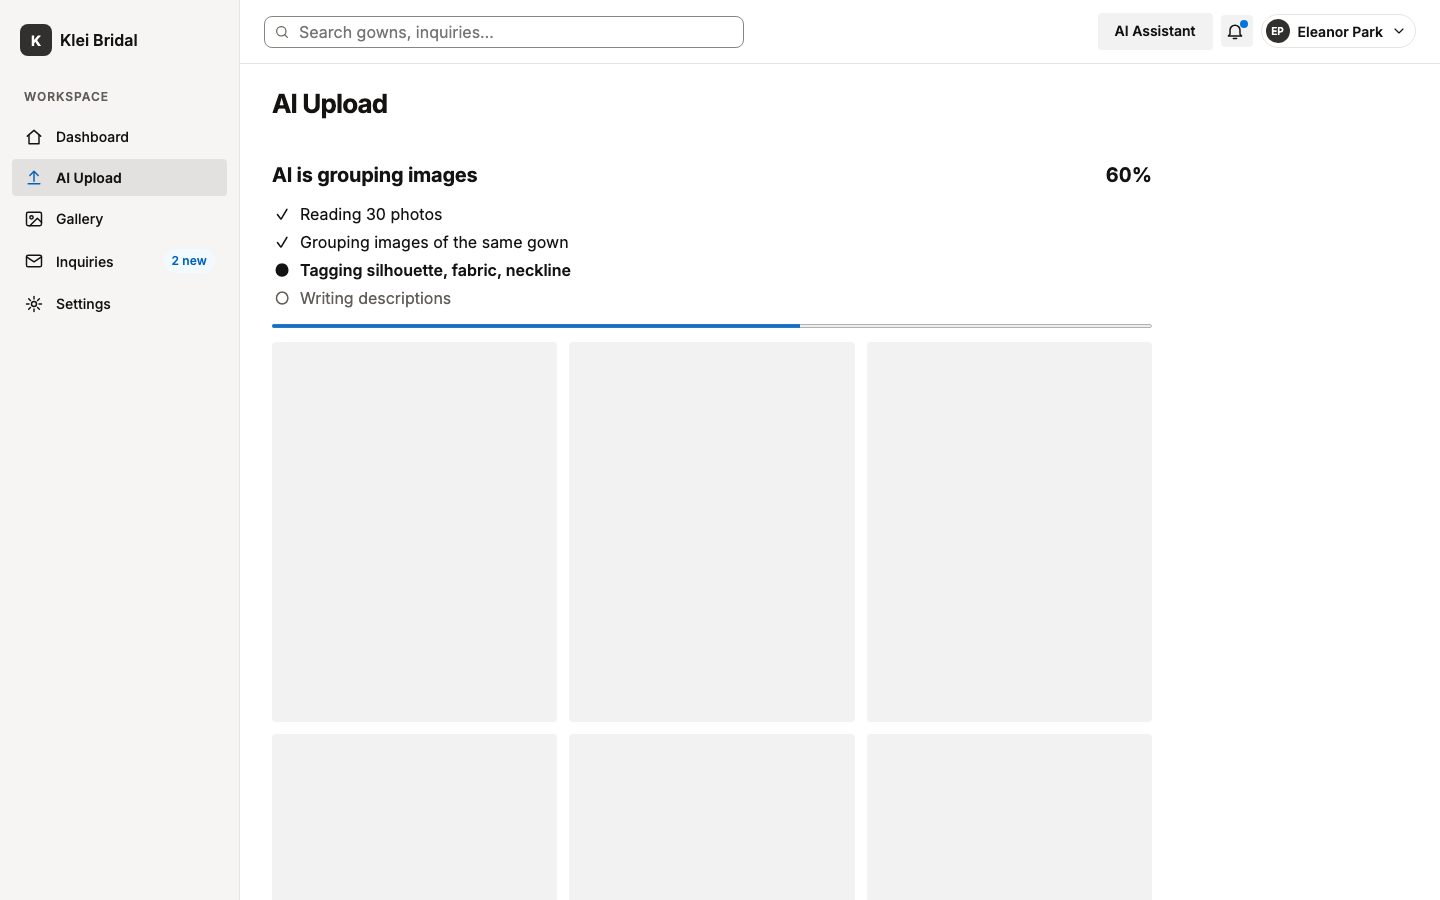 K
Klei Bridal
Search gowns, inquiries...
AI Assistant
EP
Eleanor Park
WORKSPACE
Dashboard
AI Upload
Gallery
Inquiries
2 new
Settings
AI Upload
AI is grouping images
60%
Reading 30 photos
Grouping images of the same gown
Tagging silhouette, fabric, neckline
Writing descriptions